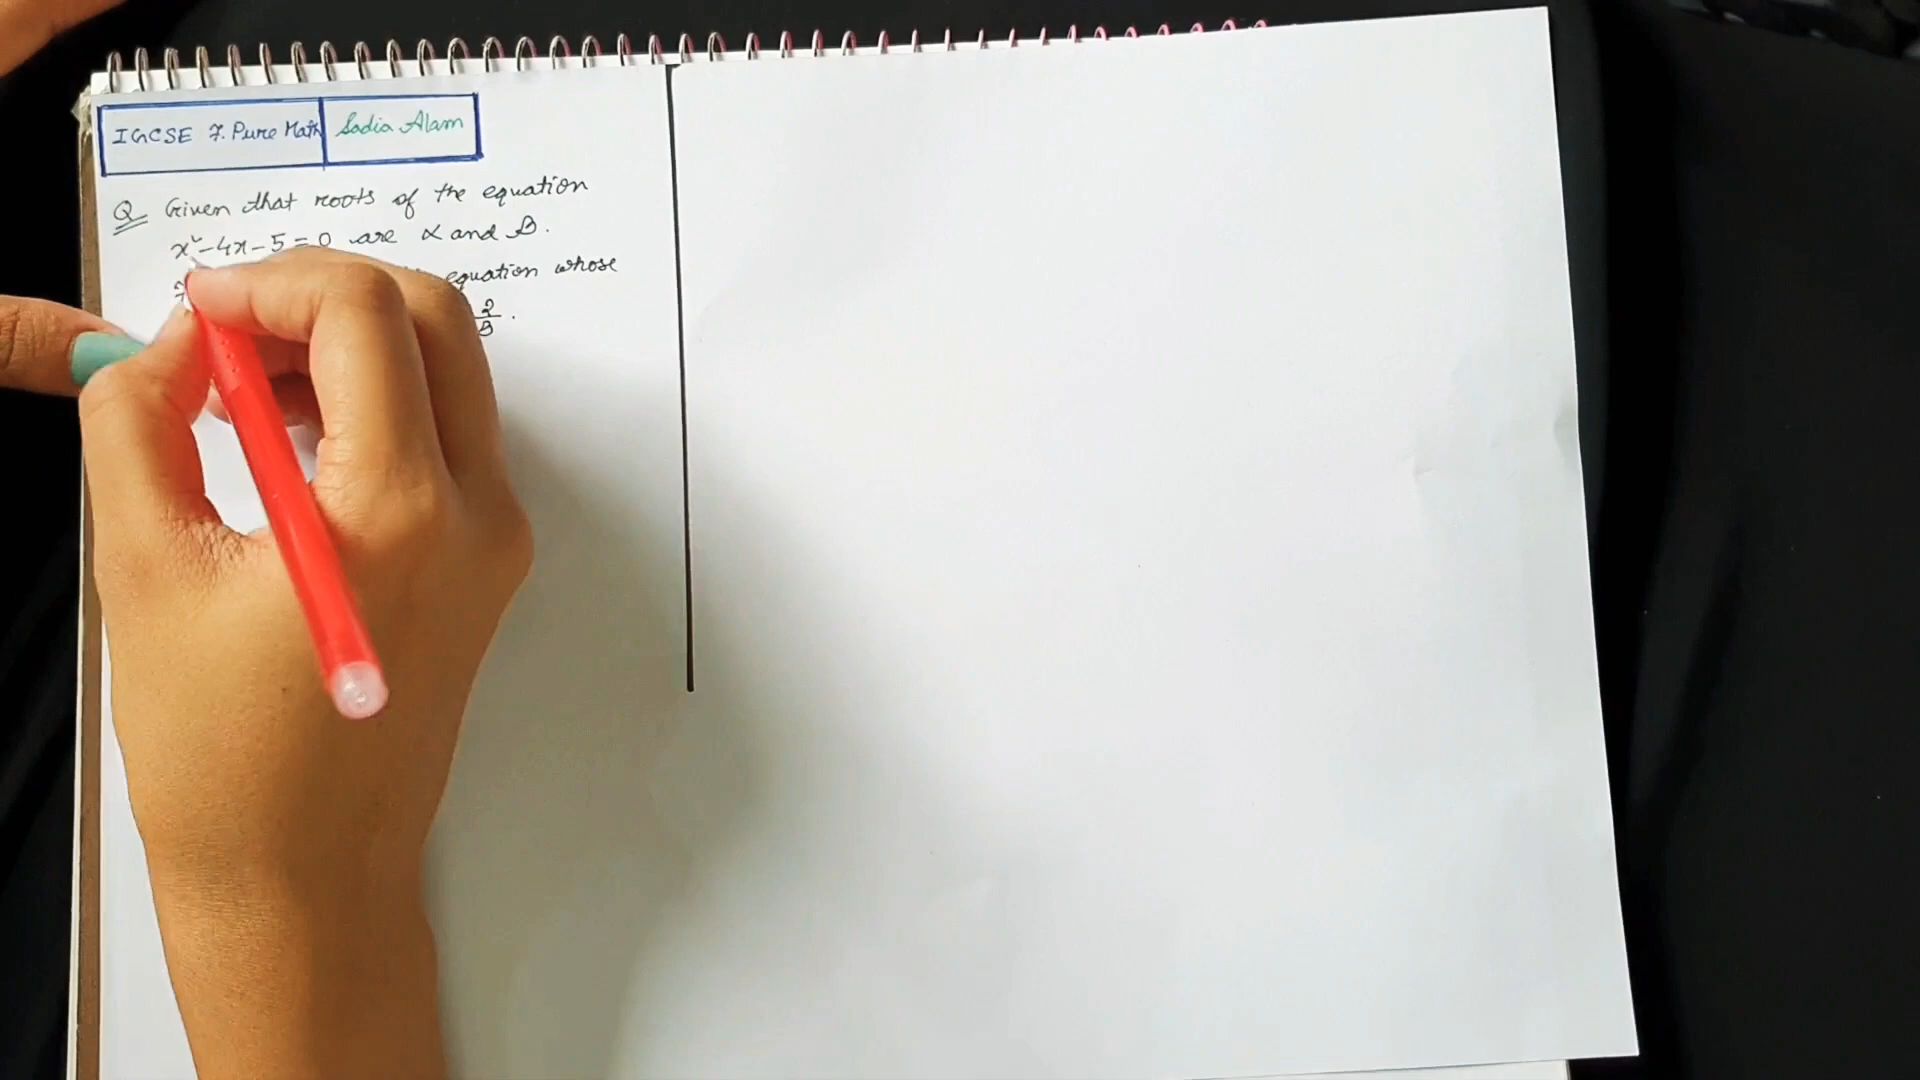 IGCSE F. Pure Math
Sadia Alam
Q Given that roots of the equation
x²-4x-5=0 are α and β.
equation whose
2/β.